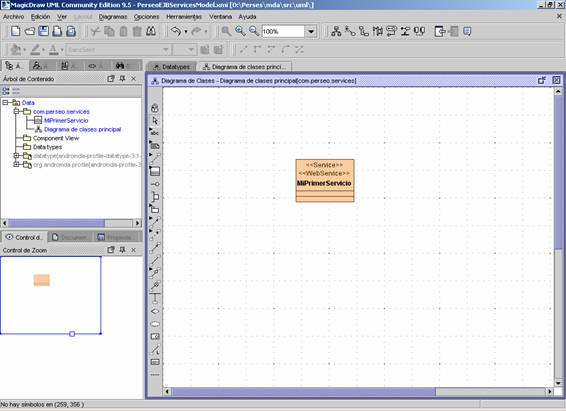 MagicDraw UML Community Edition 9.5 - PerseoEJBServicesModel.xml [D:\Perses\mda\src\uml\]
Archivo Edición Ver Layout Diagramas Opciones Herramientas Ventana Ayuda
100%
SansSerif
Datatypes
Diagrama de clases princi...
Árbol de Contenido
Diagrama de Clases - Diagrama de clases principal[com.perseo.services]
Data
com.perseo.services
MiPrimerServicio
Diagrama de clases principal
Component View
Data types
datatype[andromda-profile-datatype-3.1-
org.andromda.profile[andromda-profile-3
<<Service>>
<<WebService>>
MiPrimerServicio
Control d...
Documen...
Propieda...
Control de Zoom
No hay símbolos en (259, 356 )